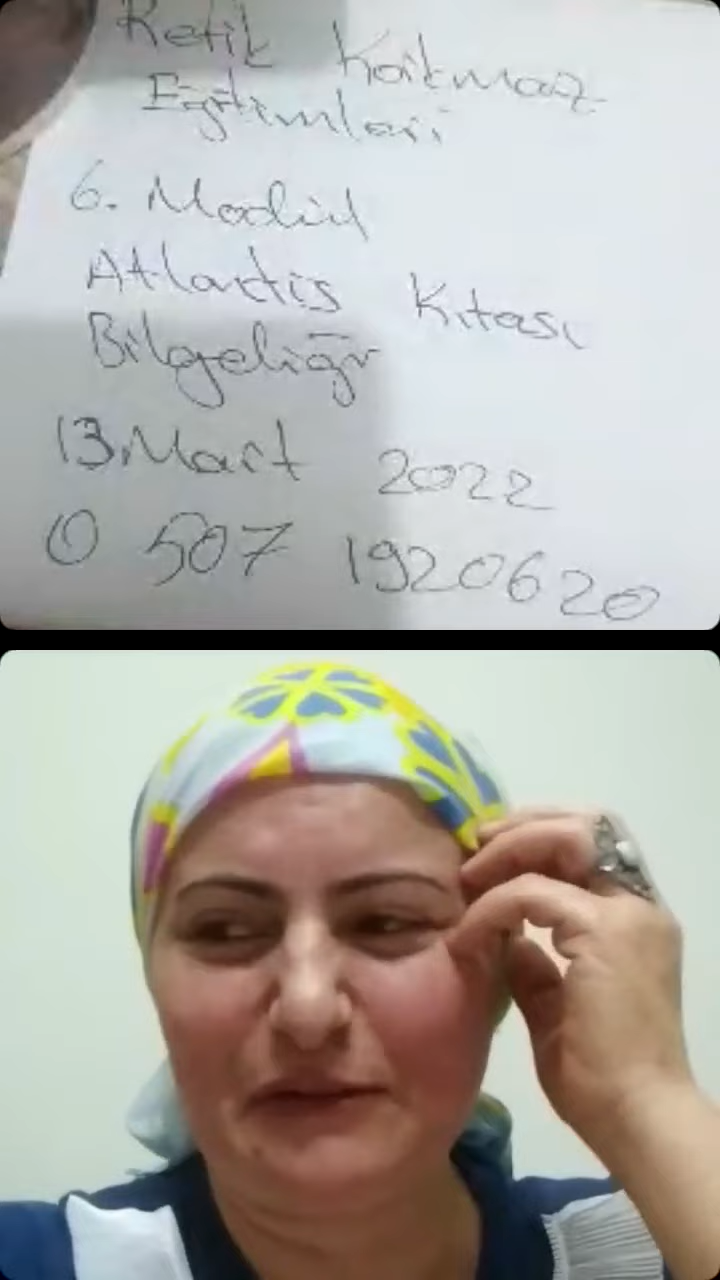 Refik Korkmaz
Eğitimleri
6. Modül
Atlantis Kıtası
Bilgeliği
13 Mart 2022
0 507 1920620